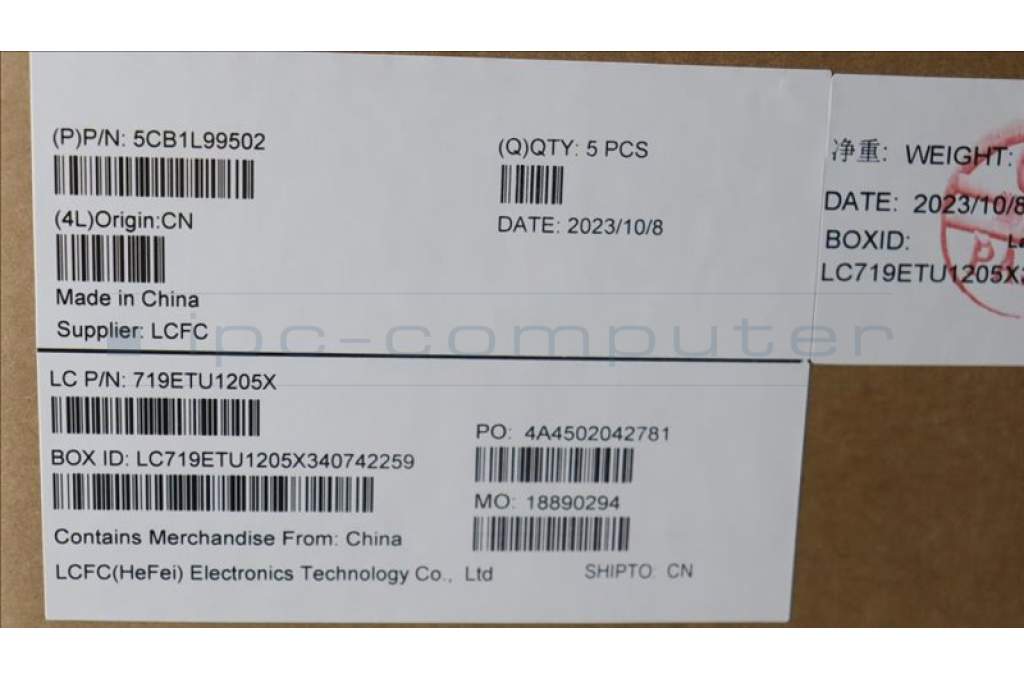 (P)P/N: 5CB1L99502
(Q)QTY: 5 PCS
(4L)Origin:CN
DATE: 2023/10/8
Made in China
Supplier: LCFC
净重: WEIGHT:
DATE: 2023/10/8
BOXID:
LC719ETU1205X
ipc-computer
LC P/N: 719ETU1205X
PO: 4A4502042781
BOX ID: LC719ETU1205X340742259
MO: 18890294
Contains Merchandise From: China
LCFC(HeFei) Electronics Technology Co., Ltd
SHIPTO: CN